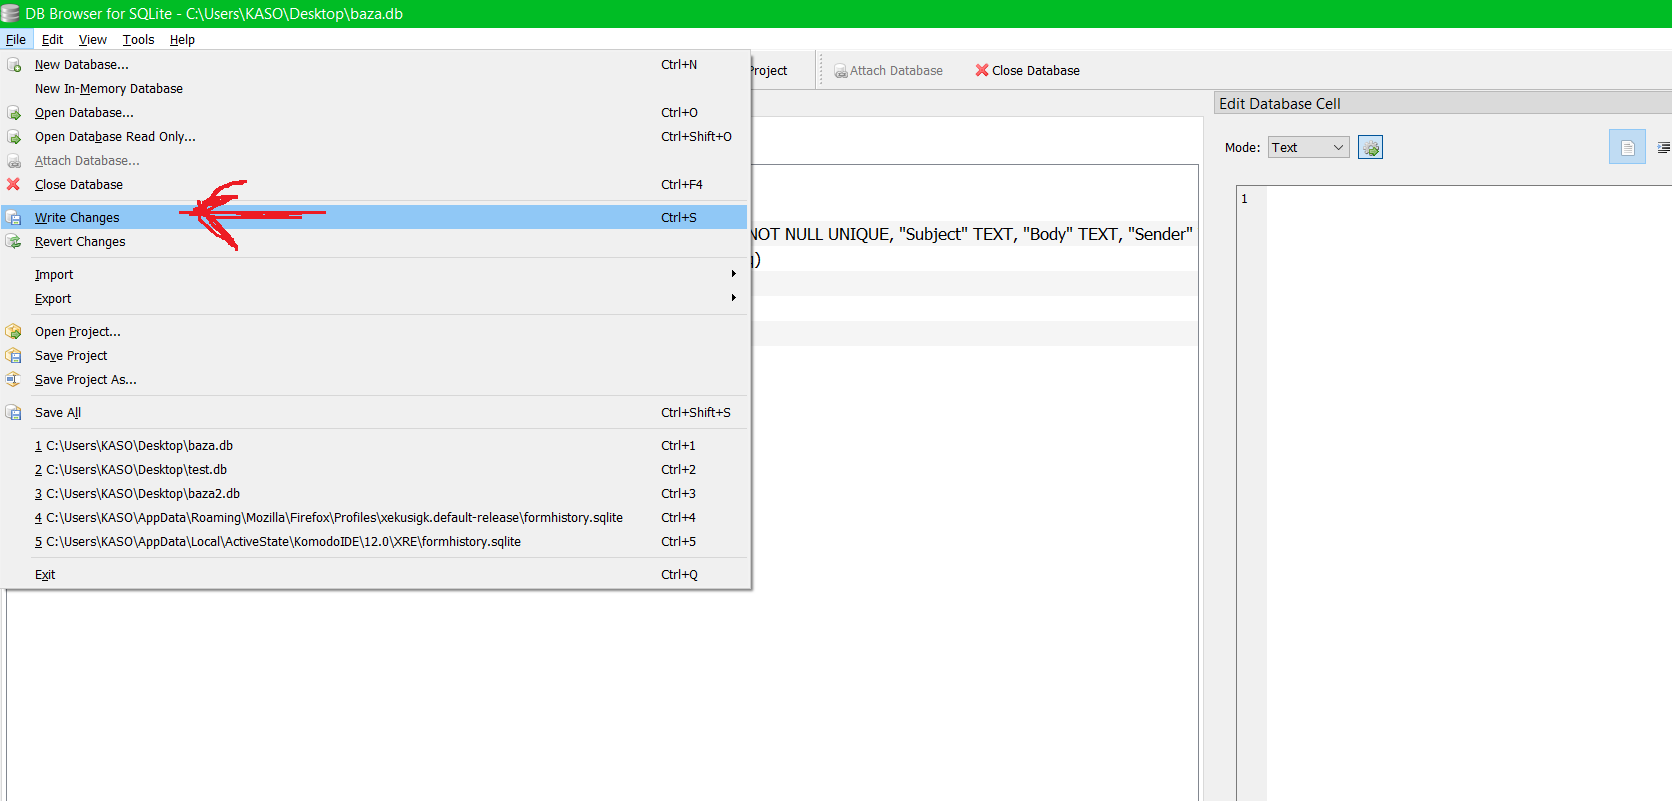 DB Browser for SQLite - C:\Users\KASO\Desktop\baza.db
File Edit View Tools Help
New Database... Ctrl+N
New In-Memory Database
Open Database... Ctrl+O
Open Database Read Only... Ctrl+Shift+O
Attach Database...
Close Database Ctrl+F4
Write Changes Ctrl+S
Revert Changes
Import
Export
Open Project...
Save Project
Save Project As...
Save All Ctrl+Shift+S
1 C:\Users\KASO\Desktop\baza.db Ctrl+1
2 C:\Users\KASO\Desktop\test.db Ctrl+2
3 C:\Users\KASO\Desktop\baza2.db Ctrl+3
4 C:\Users\KASO\AppData\Roaming\Mozilla\Firefox\Profiles\xekusigk.default-release\formhistory.sqlite Ctrl+4
5 C:\Users\KASO\AppData\Local\ActiveState\KomodoIDE\12.0\XRE\formhistory.sqlite Ctrl+5
Exit Ctrl+Q
Project Attach Database Close Database
NOT NULL UNIQUE, "Subject" TEXT, "Body" TEXT, "Sender"
)
Edit Database Cell
Mode: Text
1